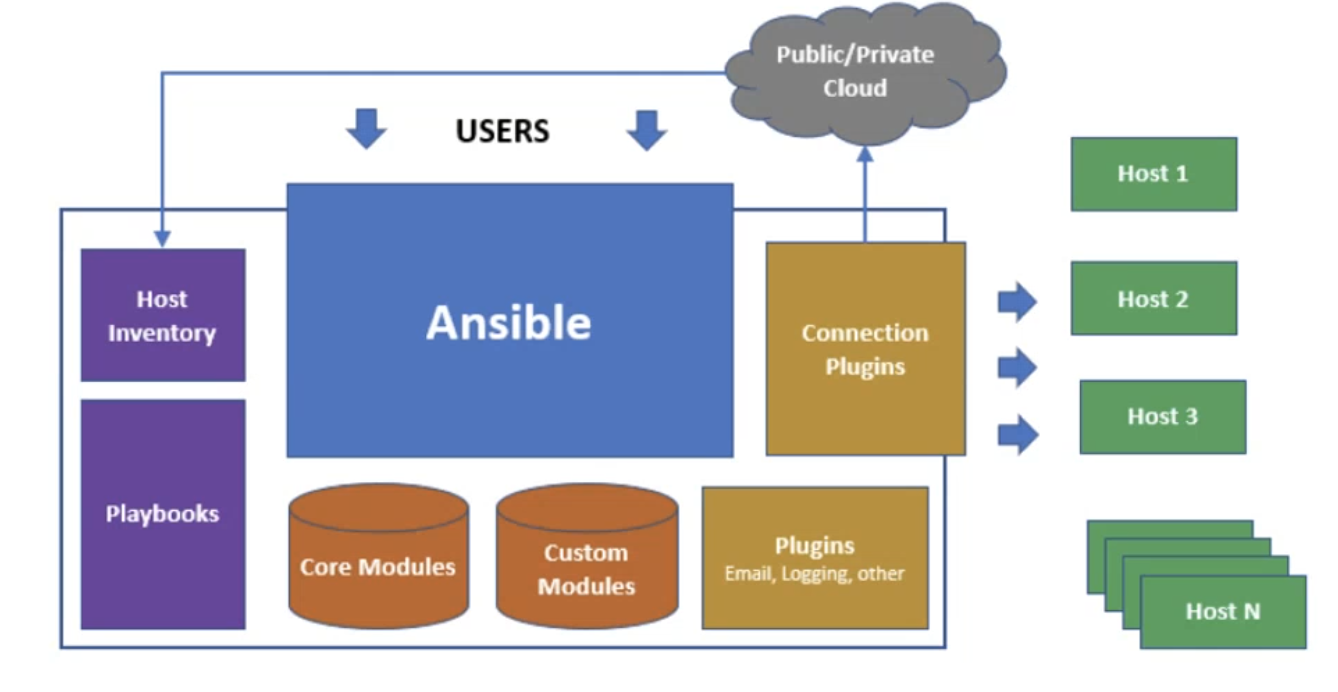 Public/Private
Cloud
USERS
Host 1
Host
Inventory
Ansible
Connection
Plugins
Host 2
Host 3
Playbooks
Core Modules
Custom
Modules
Plugins
Email, Logging, other
Host N